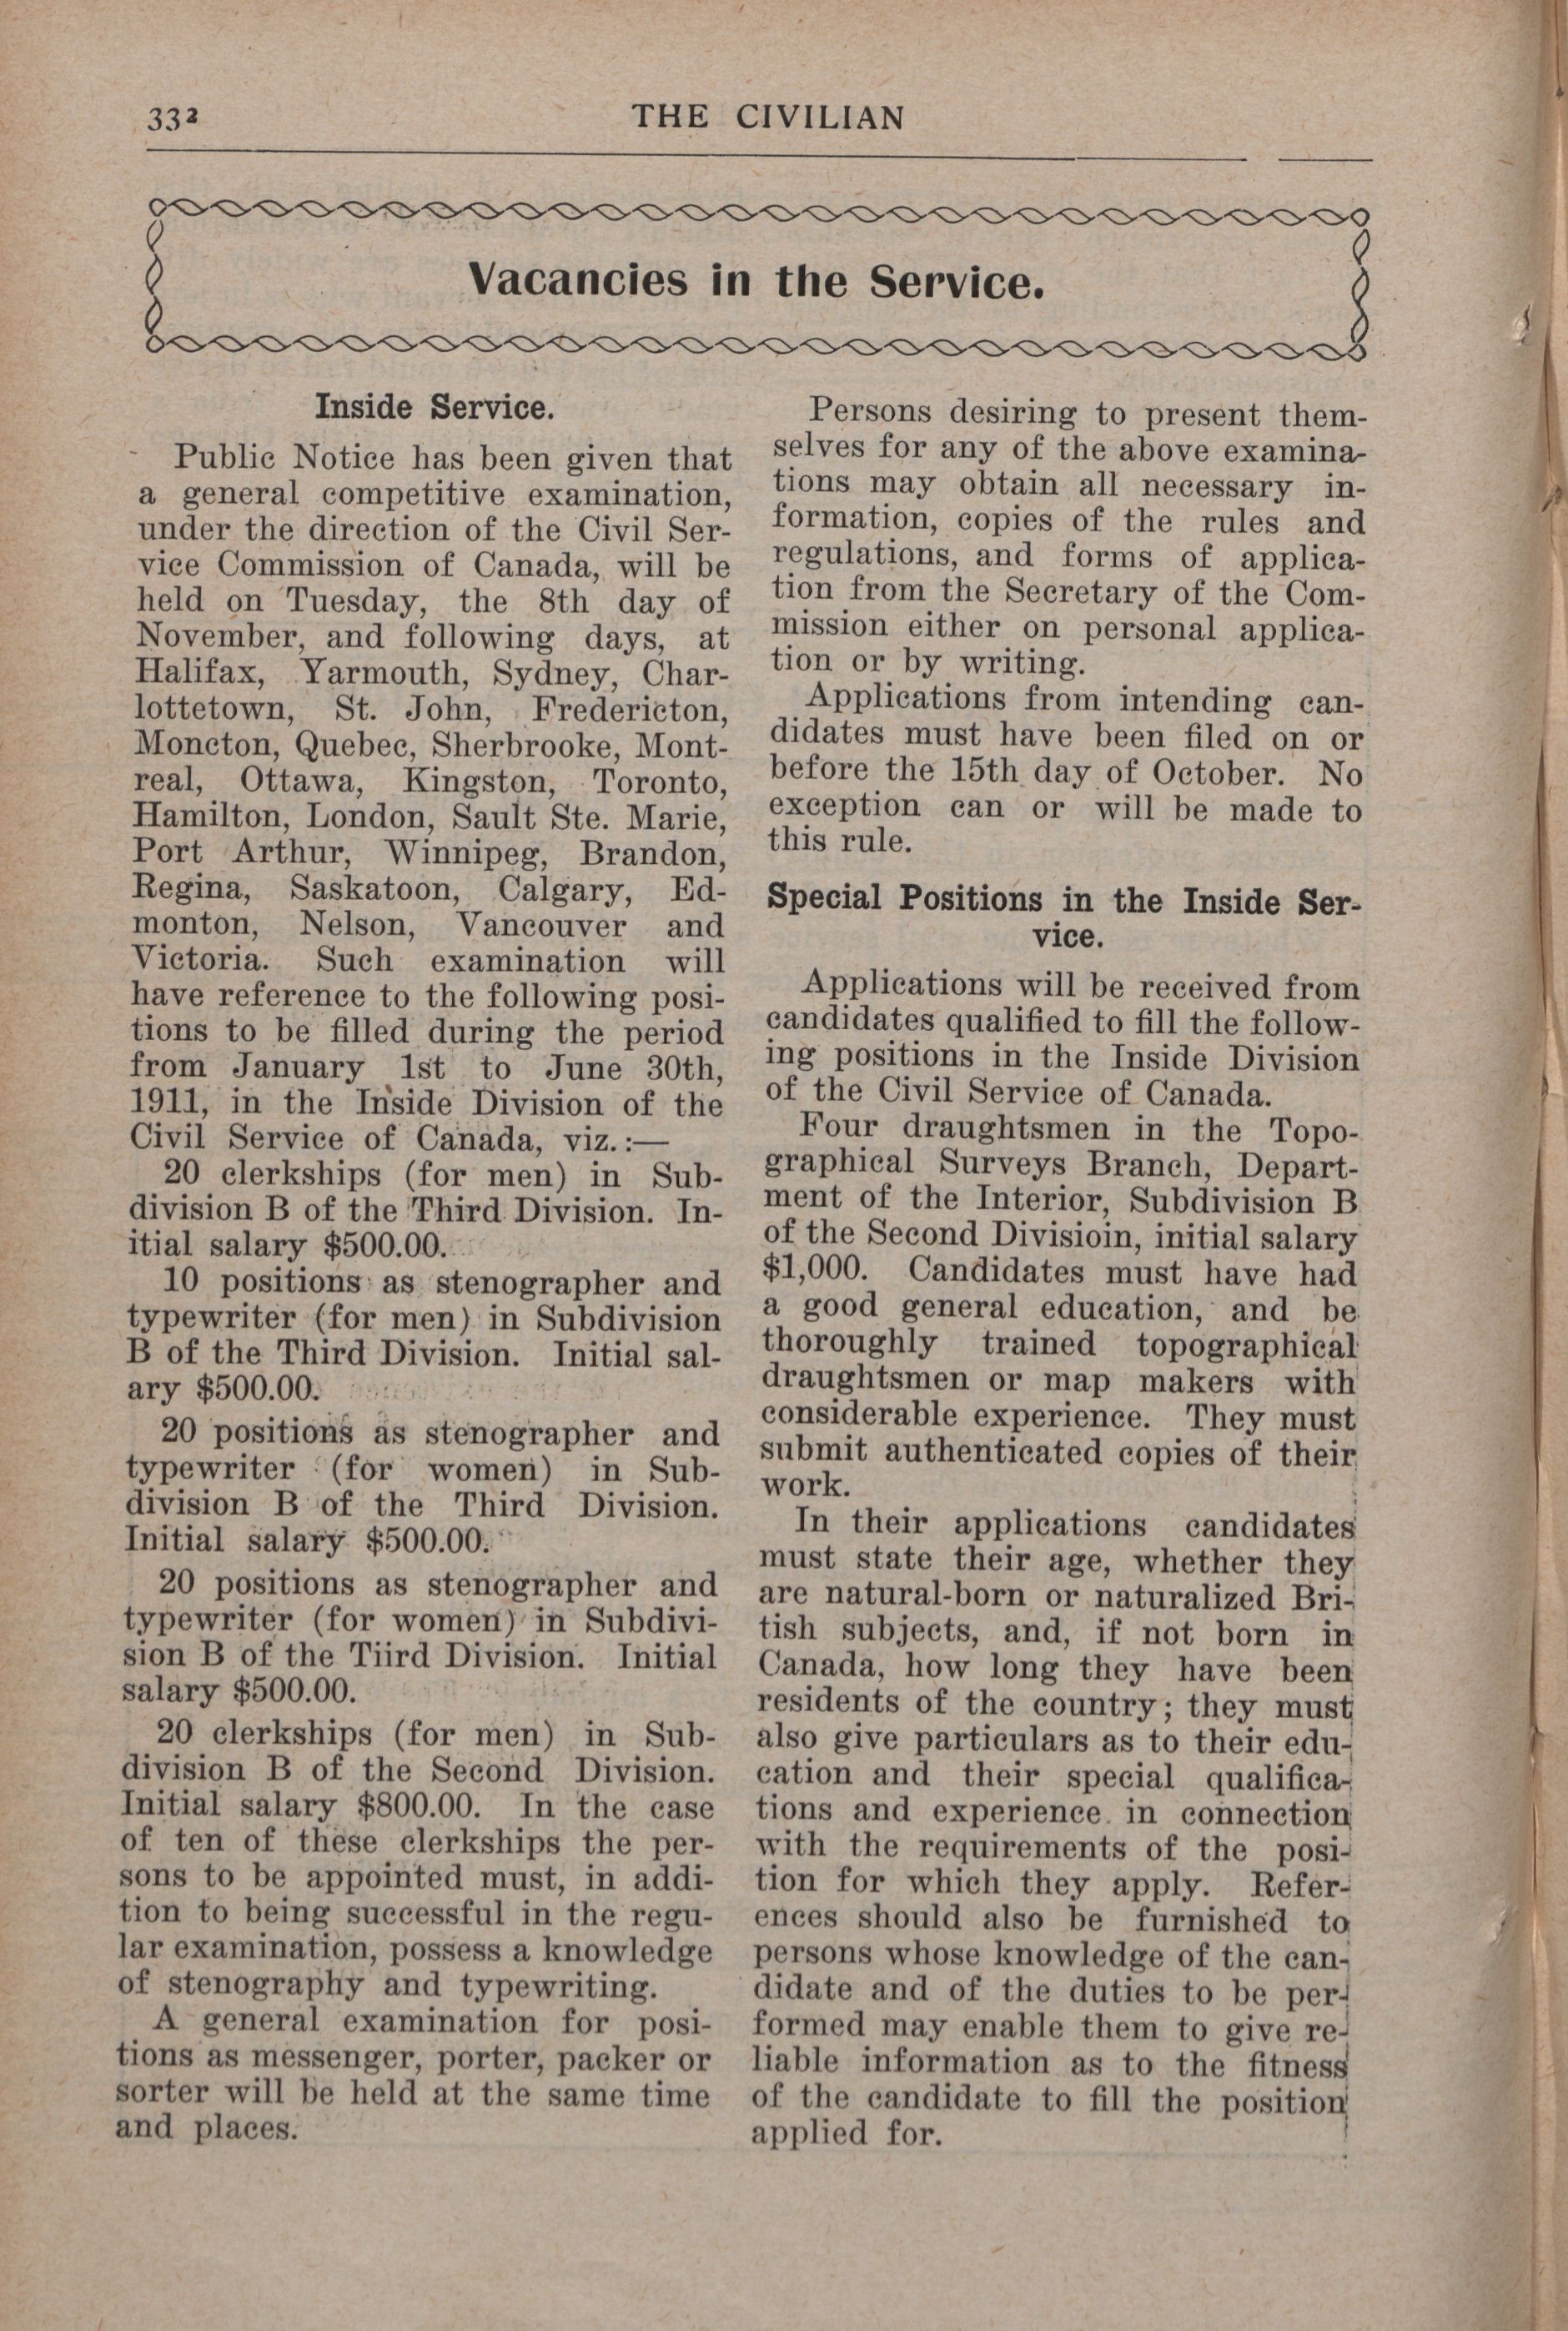 332
THE CIVILIAN
Vacancies in the Service.
Inside Service.
Public Notice has been given that
a general competitive examination,
under the direction of the Civil Ser-
vice Commission of Canada, will be
held on Tuesday, the 8th day of
November, and following days, at
Halifax, Yarmouth, Sydney, Char-
lottetown, St. John, Fredericton,
Moncton, Quebec, Sherbrooke, Mont-
real, Ottawa, Kingston, Toronto,
Hamilton, London, Sault Ste. Marie,
Port Arthur, Winnipeg, Brandon,
Regina, Saskatoon, Calgary, Ed-
monton, Nelson, Vancouver and
Victoria. Such examination will
have reference to the following posi-
tions to be filled during the period
from January 1st to June 30th,
1911, in the Inside Division of the
Civil Service of Canada, viz.:—
20 clerkships (for men) in Sub-
division B of the Third Division. In-
itial salary $500.00.
10 positions as stenographer and
typewriter (for men) in Subdivision
B of the Third Division. Initial sal-
ary $500.00.
20 positions as stenographer and
typewriter (for women) in Sub-
division B of the Third Division.
Initial salary $500.00.
20 positions as stenographer and
typewriter (for women) in Subdivi-
sion B of the Tiird Division. Initial
salary $500.00.
20 clerkships (for men) in Sub-
division B of the Second Division.
Initial salary $800.00. In the case
of ten of these clerkships the per-
sons to be appointed must, in addi-
tion to being successful in the regu-
lar examination, possess a knowledge
of stenography and typewriting.
A general examination for posi-
tions as messenger, porter, packer or
sorter will be held at the same time
and places.
Persons desiring to present them-
selves for any of the above examina-
tions may obtain all necessary in-
formation, copies of the rules and
regulations, and forms of applica-
tion from the Secretary of the Com-
mission either on personal applica-
tion or by writing.
Applications from intending can-
didates must have been filed on or
before the 15th day of October. No
exception can or will be made to
this rule.
Special Positions in the Inside Ser-
vice.
Applications will be received from
candidates qualified to fill the follow-
ing positions in the Inside Division
of the Civil Service of Canada.
Four draughtsmen in the Topo-
graphical Surveys Branch, Depart-
ment of the Interior, Subdivision B
of the Second Divisioin, initial salary
$1,000. Candidates must have had
a good general education, and be
thoroughly trained topographical
draughtsmen or map makers with
considerable experience. They must
submit authenticated copies of their
work.
In their applications candidates
must state their age, whether they
are natural-born or naturalized Bri-
tish subjects, and, if not born in
Canada, how long they have been
residents of the country; they must
also give particulars as to their edu-
cation and their special qualifica-
tions and experience in connection
with the requirements of the posi-
tion for which they apply. Refer-
ences should also be furnished to
persons whose knowledge of the can-
didate and of the duties to be per-
formed may enable them to give re-
liable information as to the fitness
of the candidate to fill the position
applied for.